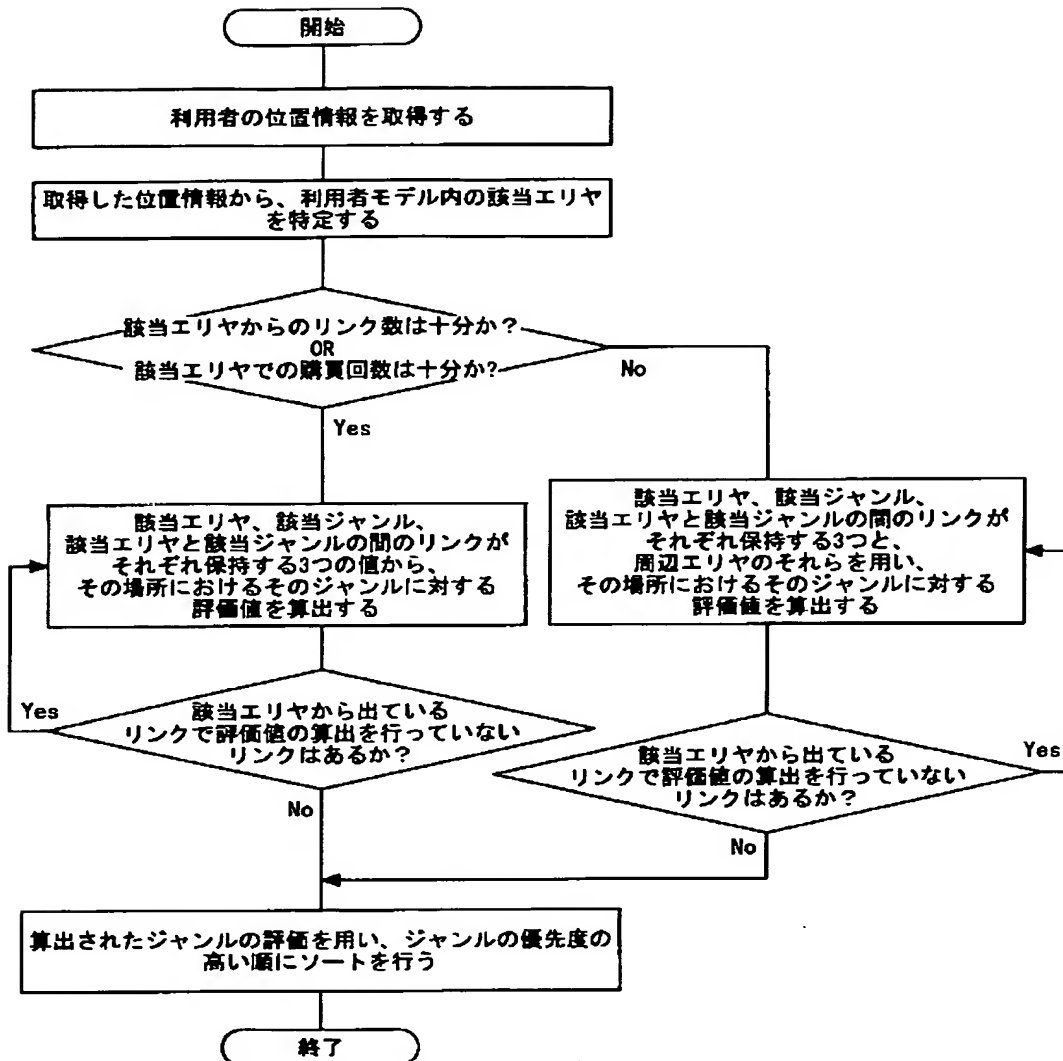 開始
利用者の位置情報を取得する
取得した位置情報から、利用者モデル内の該当エリヤ
を特定する
該当エリヤからのリンク数は十分か？
OR
該当エリヤでの購買回数は十分か?
No
Yes
該当エリヤ、該当ジャンル、
該当エリヤと該当ジャンルの間のリンクが
それぞれ保持する3つの値から、
その場所におけるそのジャンルに対する
評価値を算出する
該当エリヤ、該当ジャンル、
該当エリヤと該当ジャンルの間のリンクが
それぞれ保持する3つと、
周辺エリヤのそれらを用い、
その場所におけるそのジャンルに対する
評価値を算出する
Yes
該当エリヤから出ている
リンクで評価値の算出を行っていない
リンクはあるか？
No
該当エリヤから出ている
リンクで評価値の算出を行っていない
リンクはあるか？
Yes
No
算出されたジャンルの評価を用い、ジャンルの優先度の
高い順にソートを行う
終了